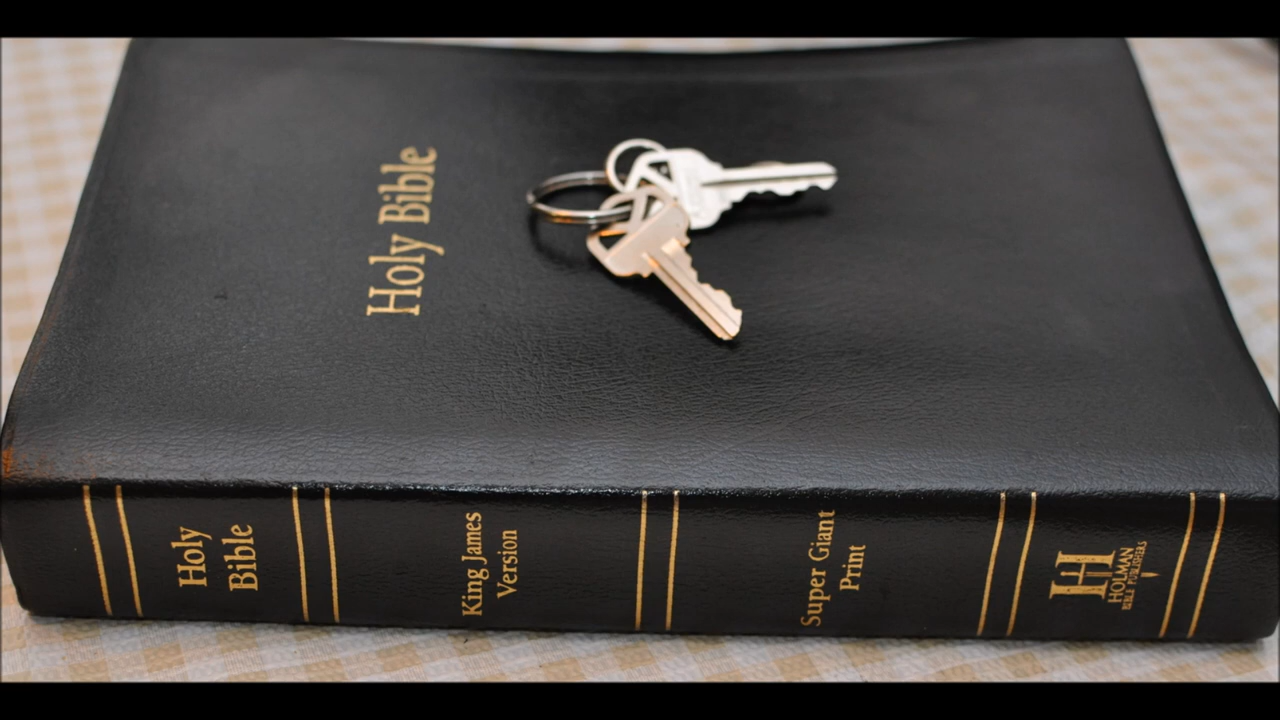 Holy Bible
Holy
Bible
King James
Version
Super Giant
Print
HOLMAN
BIBLE PUBLISHERS